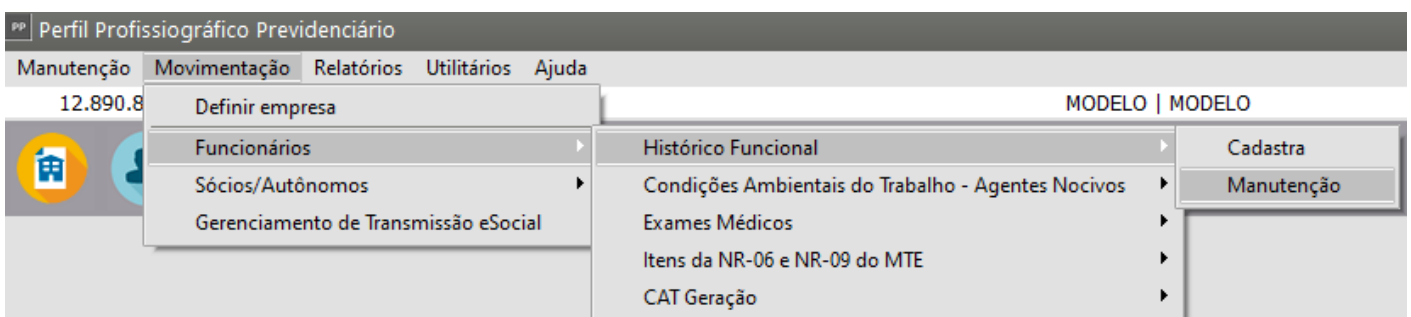 PP Perfil Profissiográfico Previdenciário
Manutenção Movimentação Relatórios Utilitários Ajuda
12.890.8 MODELO | MODELO
Definir empresa
Funcionários
Sócios/Autônomos
Gerenciamento de Transmissão eSocial
Histórico Funcional
Condições Ambientais do Trabalho - Agentes Nocivos
Exames Médicos
Itens da NR-06 e NR-09 do MTE
CAT Geração
Cadastra
Manutenção